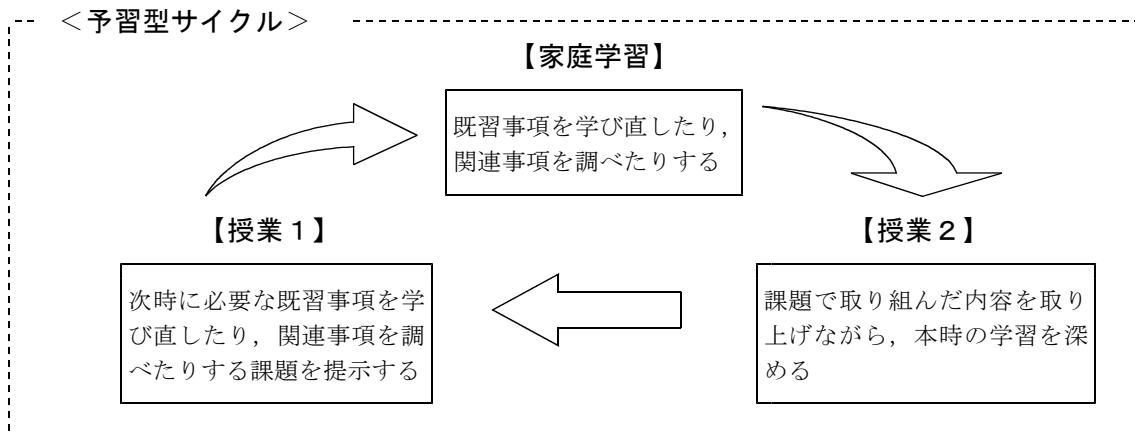 ＜予習型サイクル＞
【家庭学習】
既習事項を学び直したり，
関連事項を調べたりする
【授業１】
次時に必要な既習事項を学
び直したり，関連事項を調
べたりする課題を提示する
【授業２】
課題で取り組んだ内容を取り
上げながら，本時の学習を深
める